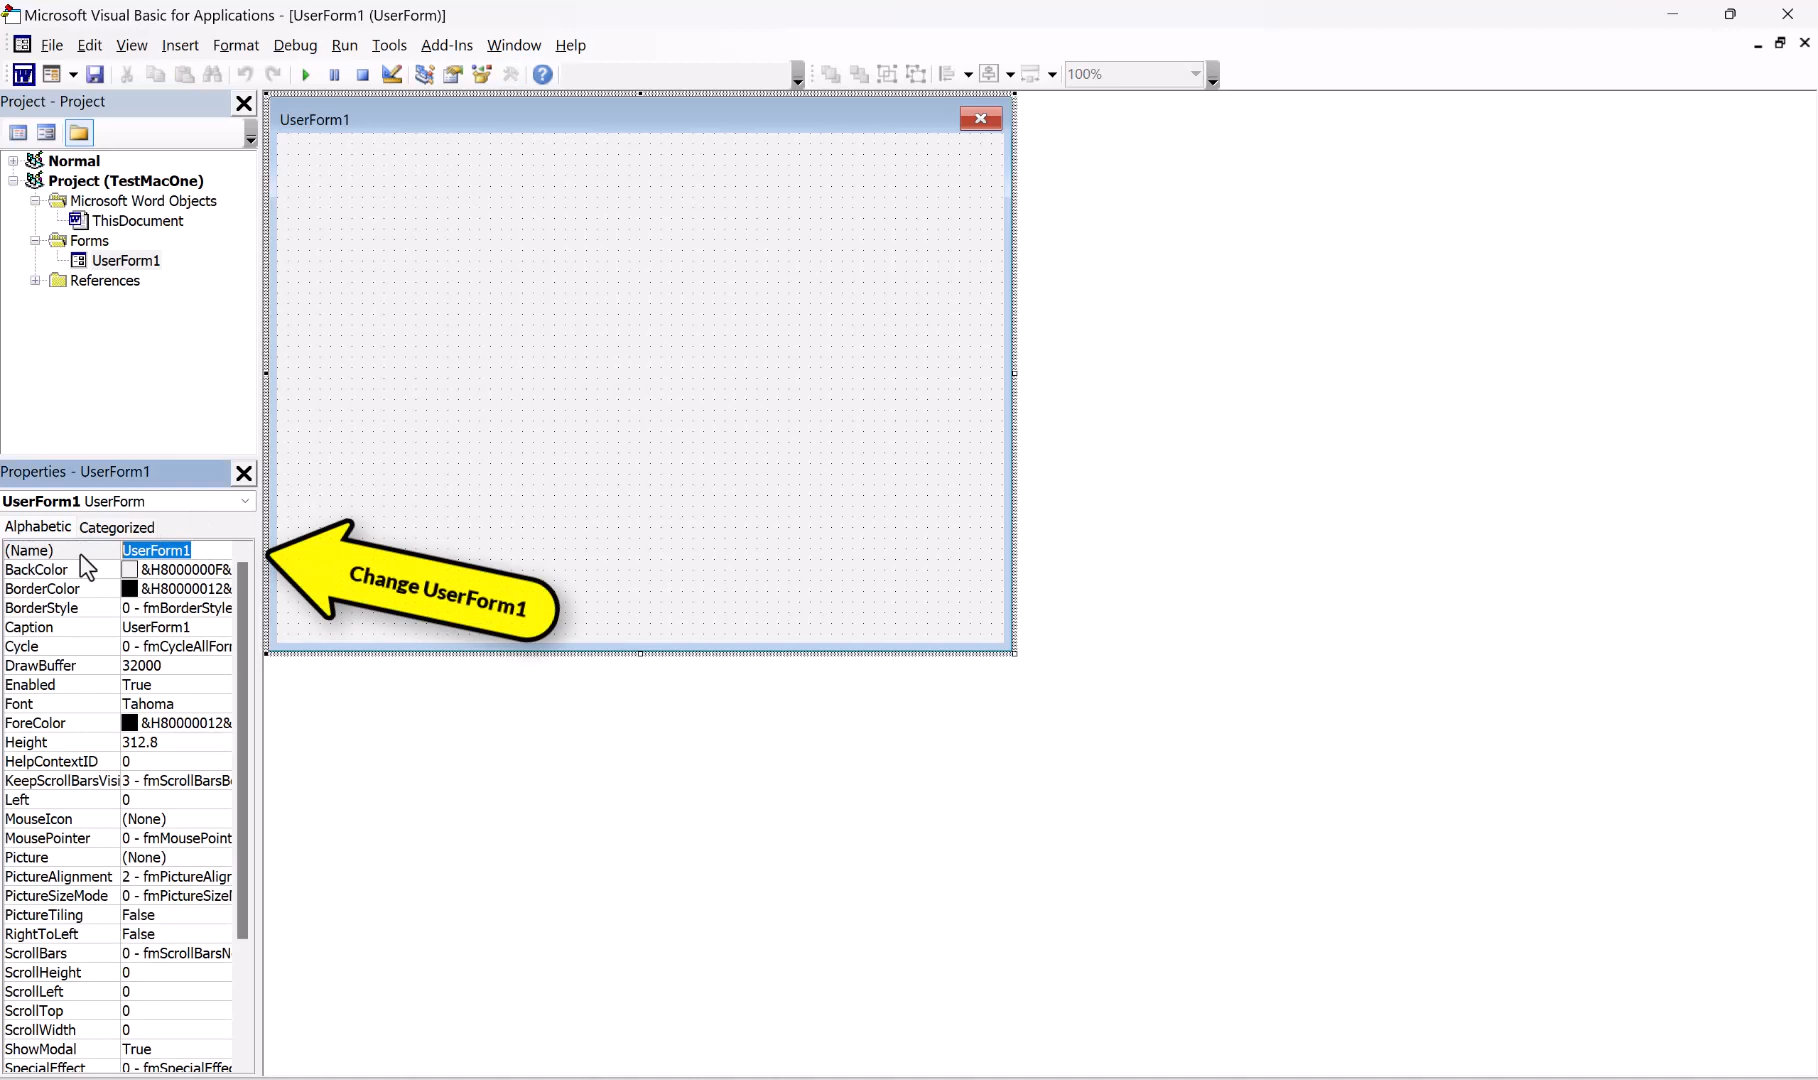 Microsoft Visual Basic for Applications - [UserForm1 (UserForm)]
File Edit View Insert Format Debug Run Tools Add-Ins Window Help
100%
Project - Project
Normal
Project (TestMacOne)
Microsoft Word Objects
ThisDocument
Forms
UserForm1
References
UserForm1
Properties - UserForm1
UserForm1 UserForm
Alphabetic Categorized
(Name) UserForm1
BackColor &H8000000F&
BorderColor &H80000012&
BorderStyle 0 - fmBorderStyle
Caption UserForm1
Cycle 0 - fmCycleAllForr
DrawBuffer 32000
Enabled True
Font Tahoma
ForeColor &H80000012&
Height 312.8
HelpContextID 0
KeepScrollBarsVisi 3 - fmScrollBarsB
Left 0
MouseIcon (None)
MousePointer 0 - fmMousePoint
Picture (None)
PictureAlignment 2 - fmPictureAligr
PictureSizeMode 0 - fmPictureSize
PictureTiling False
RightToLeft False
ScrollBars 0 - fmScrollBarsN
ScrollHeight 0
ScrollLeft 0
ScrollTop 0
ScrollWidth 0
ShowModal True
SpecialEffect 0 - fmSpecialEffec
Change UserForm1